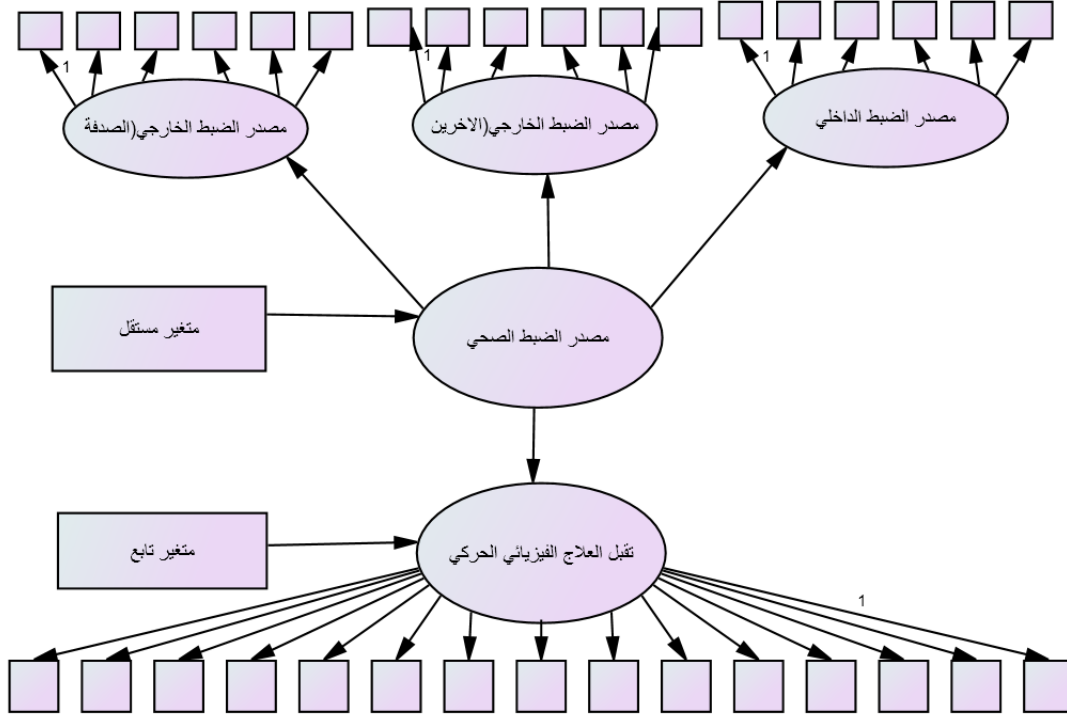 1
1
1
مصدر الضبط الداخلي
مصدر الضبط الخارجي(الاخرين
مصدر الضبط الخارجي(الصدفة
مصدر الضبط الصحي
متغير مستقل
تقبل العلاج الفيزيائي الحركي
متغير تابع
1